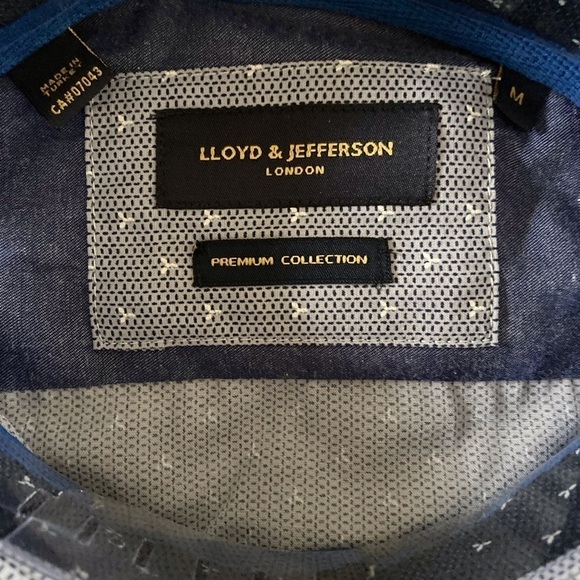 MADE IN
TURKEY
CA#07043
M
LLOYD & JEFFERSON
LONDON
PREMIUM COLLECTION